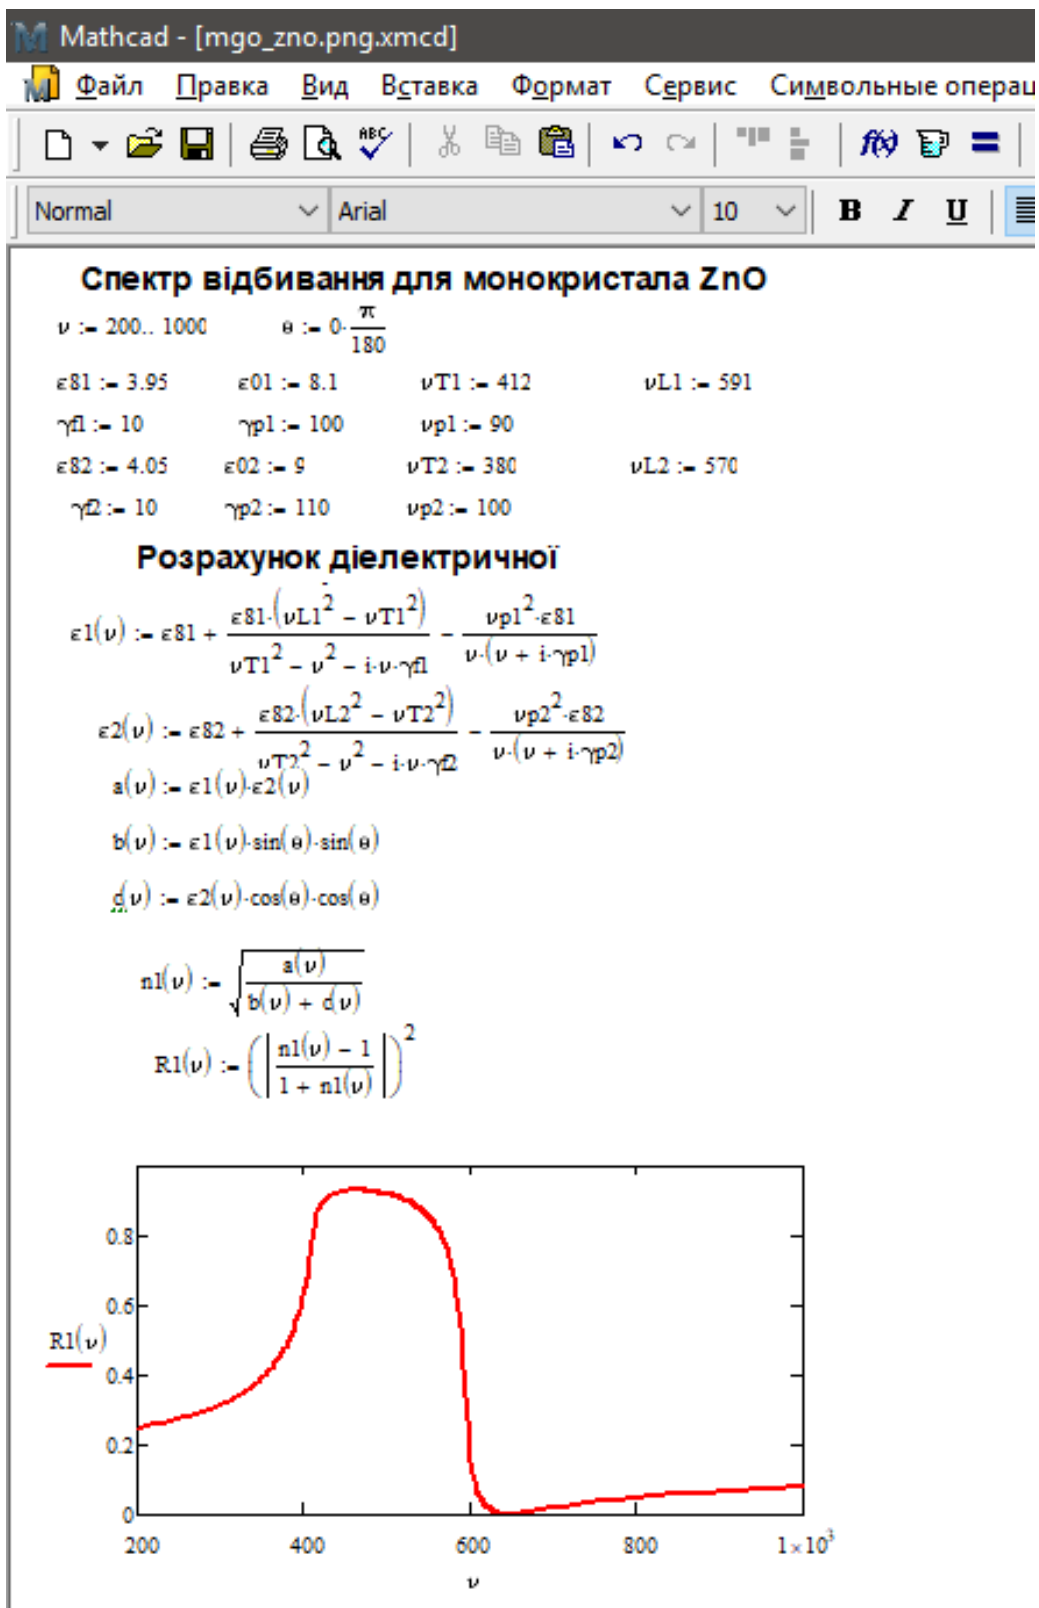 Mathcad - [mgo_zno.png.xmcd]
Файл Правка Вид Вставка Формат Сервис Символьные операц
Normal Arial 10 B I U
Спектр відбивання для монокристала ZnO
ν := 200.. 1000 θ := 0·π/180
ε81 := 3.95 ε01 := 8.1 νT1 := 412 νL1 := 591
γf1 := 10 γp1 := 100 νp1 := 90
ε82 := 4.05 ε02 := 9 νT2 := 380 νL2 := 570
γf2 := 10 γp2 := 110 νp2 := 100
Розрахунок діелектричної
ε1(ν) := ε81 + ε81·(νL1² − νT1²)/(νT1² − ν² − i·ν·γf1) − νp1²·ε81/(ν·(ν + i·γp1))
ε2(ν) := ε82 + ε82·(νL2² − νT2²)/(νT2² − ν² − i·ν·γf2) − νp2²·ε82/(ν·(ν + i·γp2))
a(ν) := ε1(ν)·ε2(ν)
b(ν) := ε1(ν)·sin(θ)·sin(θ)
d(ν) := ε2(ν)·cos(θ)·cos(θ)
n1(ν) := √(a(ν)/(b(ν) + d(ν)))
R1(ν) := (|(n1(ν) − 1)/(1 + n1(ν))|)²
0.8
0.6
R1(ν)
0.4
0.2
0
200 400 600 800 1×10³
ν